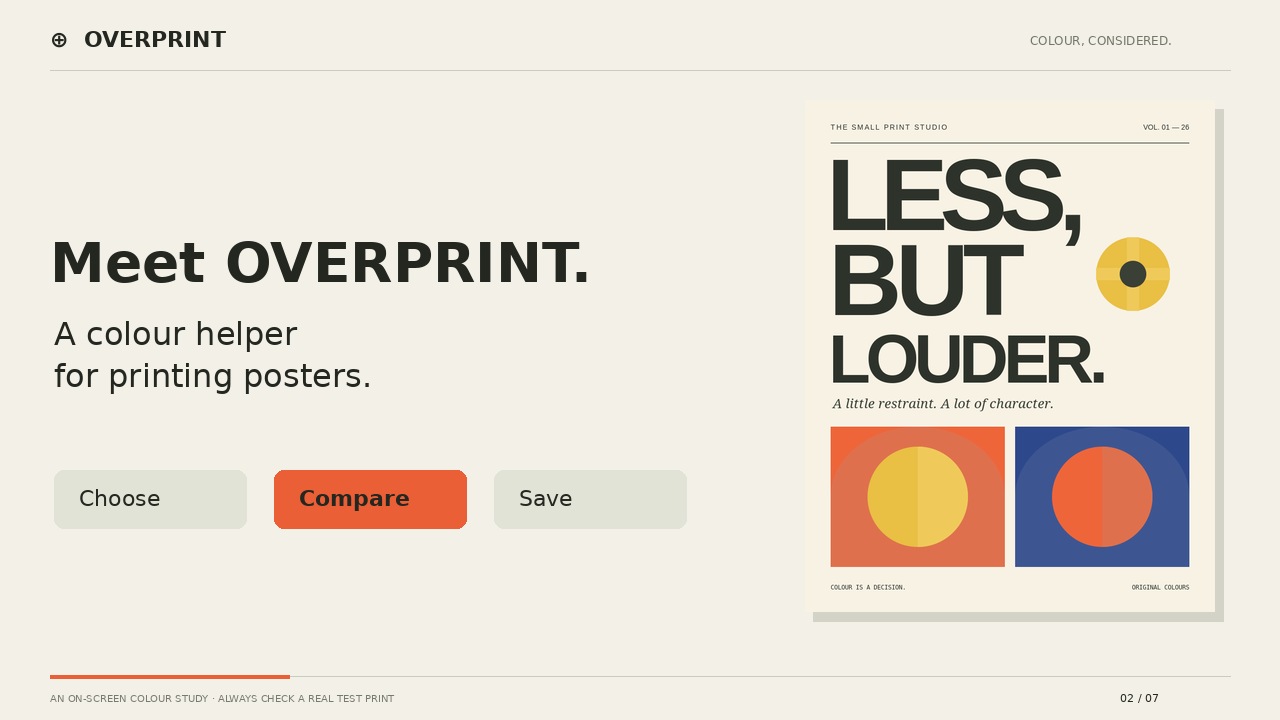 ⊕ OVERPRINT
COLOUR, CONSIDERED.
Meet OVERPRINT.
A colour helper
for printing posters.
Choose
Compare
Save
THE SMALL PRINT STUDIO
VOL. 01 — 26
LESS,
BUT
LOUDER.
A little restraint. A lot of character.
COLOUR IS A DECISION.
ORIGINAL COLOURS
AN ON-SCREEN COLOUR STUDY · ALWAYS CHECK A REAL TEST PRINT
02 / 07